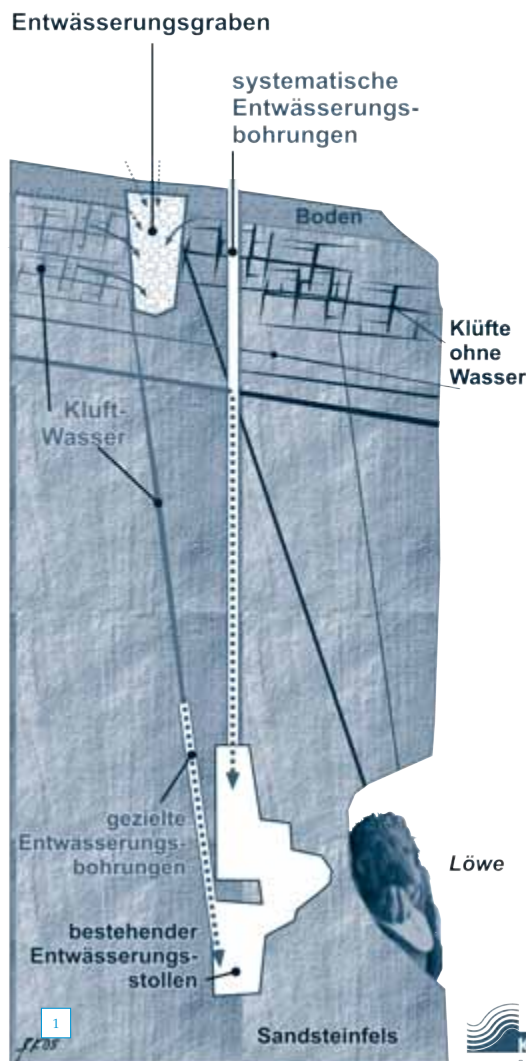 Entwässerungsgraben
systematische
Entwässerungs-
bohrungen
Boden
Klüfte
ohne
Wasser
Kluft-
Wasser
gezielte
Entwässerungs-
bohrungen
Löwe
bestehender
Entwässerungs-
stollen
1
Sandsteinfels